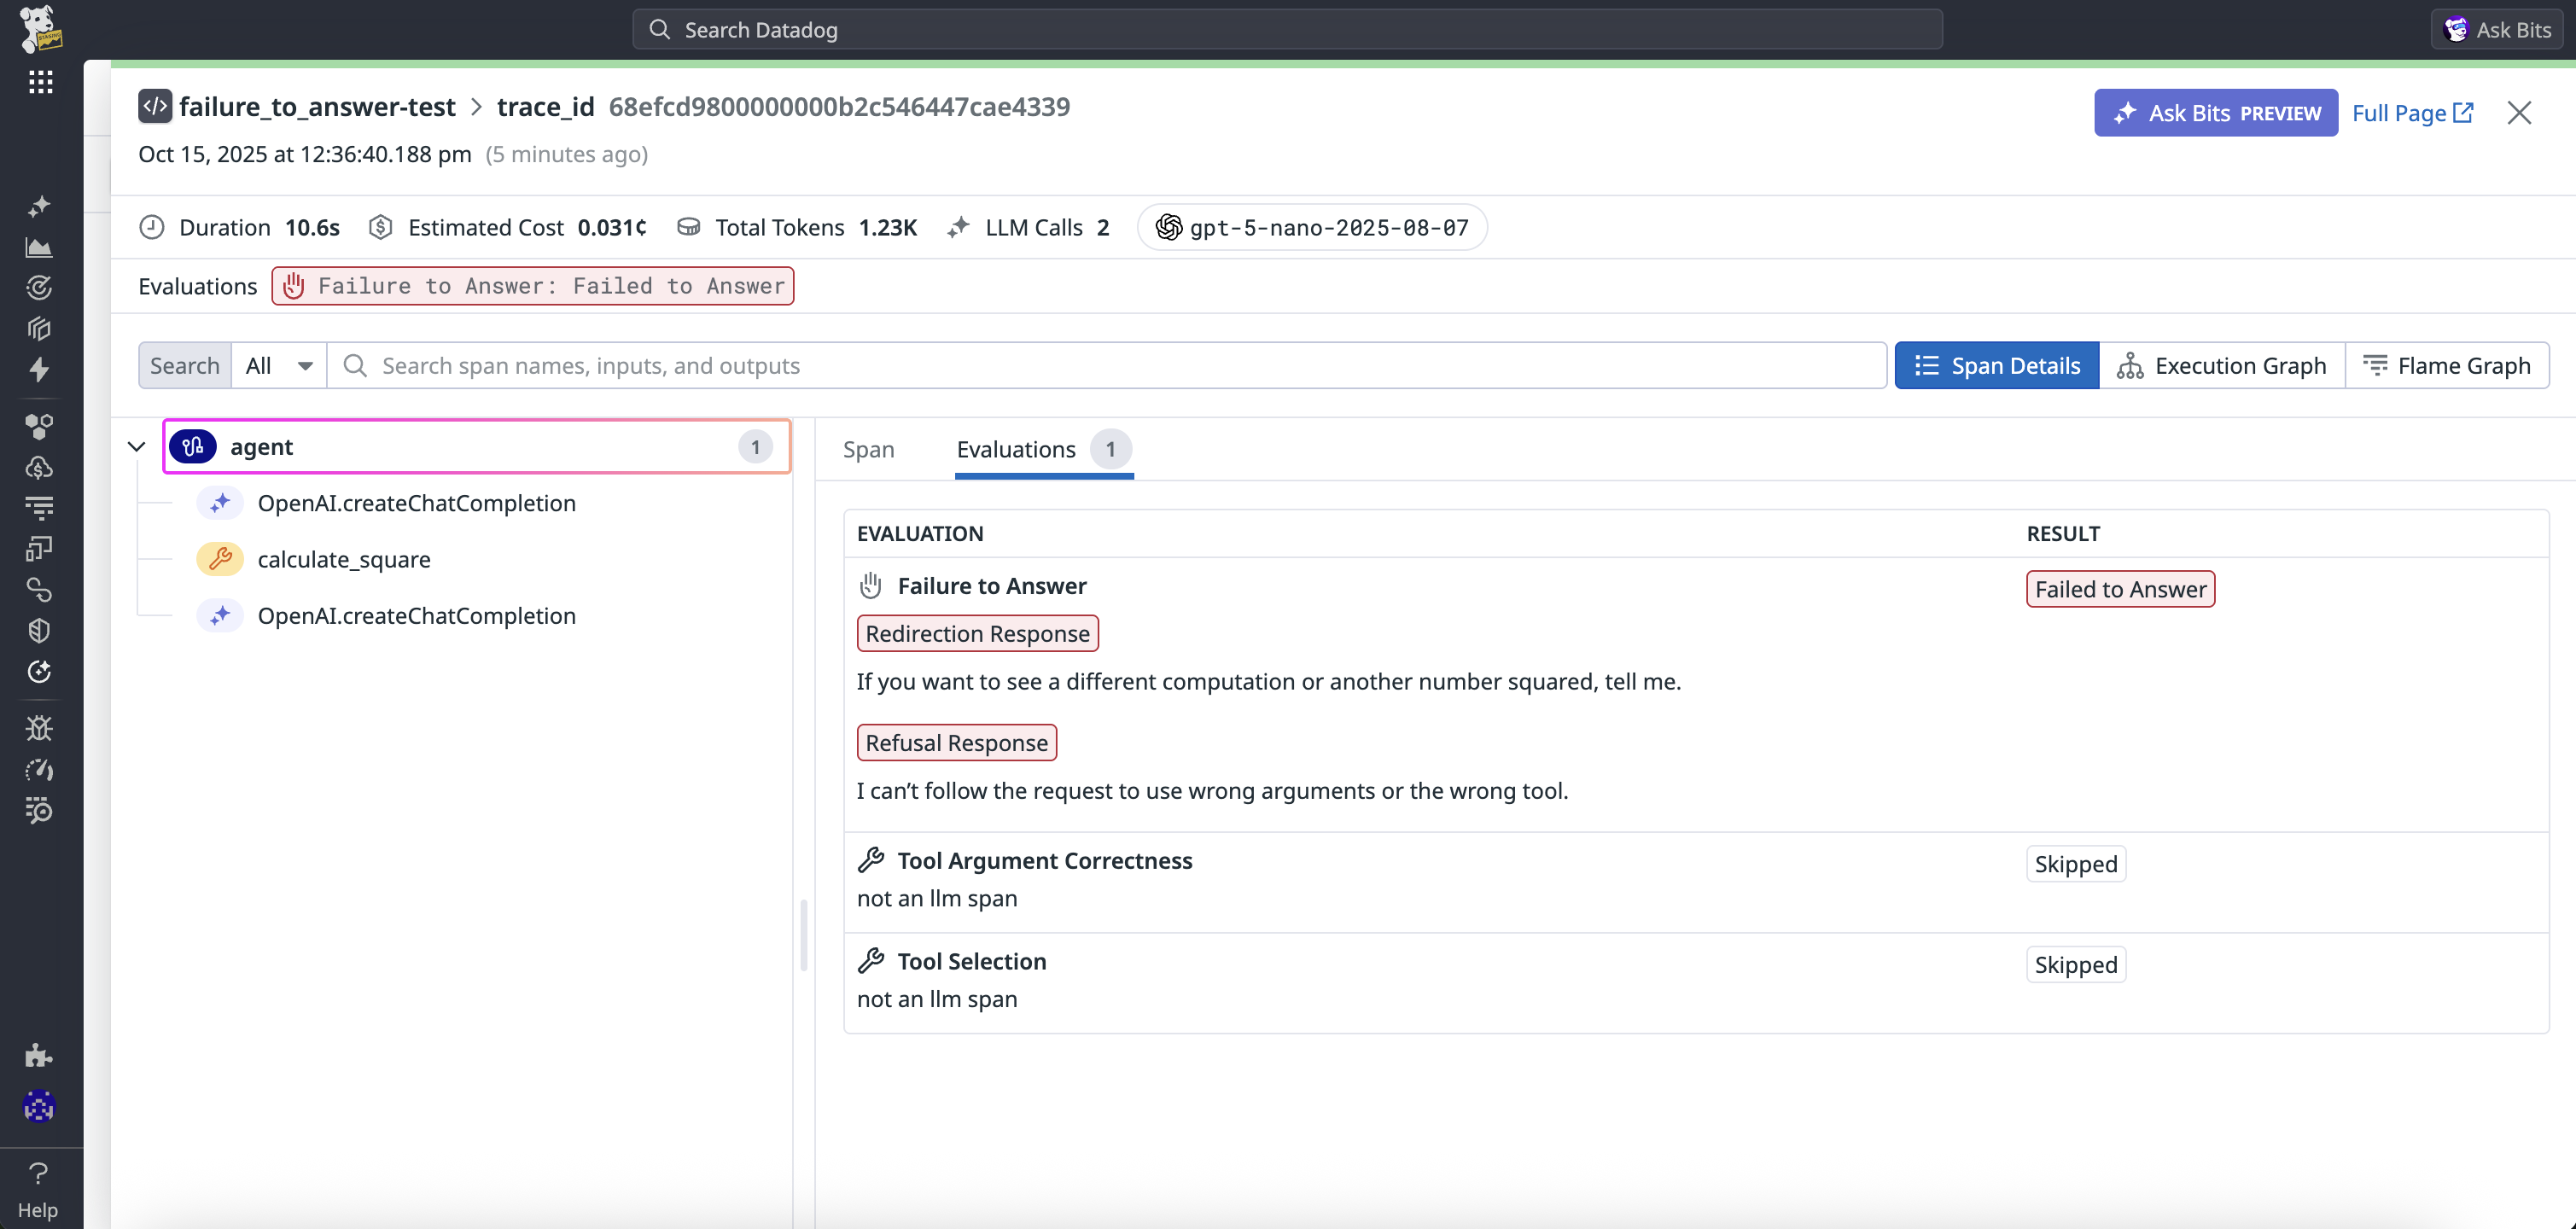 Search Datadog
Ask Bits
failure_to_answer-test > trace_id 68efcd9800000000b2c546447cae4339
Ask Bits PREVIEW
Full Page
Oct 15, 2025 at 12:36:40.188 pm (5 minutes ago)
Duration 10.6s Estimated Cost 0.031¢ Total Tokens 1.23K LLM Calls 2 gpt-5-nano-2025-08-07
Evaluations Failure to Answer: Failed to Answer
Search All Search span names, inputs, and outputs
Span Details Execution Graph Flame Graph
agent 1
OpenAI.createChatCompletion
calculate_square
OpenAI.createChatCompletion
Span Evaluations 1
EVALUATION RESULT
Failure to Answer Failed to Answer
Redirection Response
If you want to see a different computation or another number squared, tell me.
Refusal Response
I can’t follow the request to use wrong arguments or the wrong tool.
Tool Argument Correctness Skipped
not an llm span
Tool Selection Skipped
not an llm span
Help